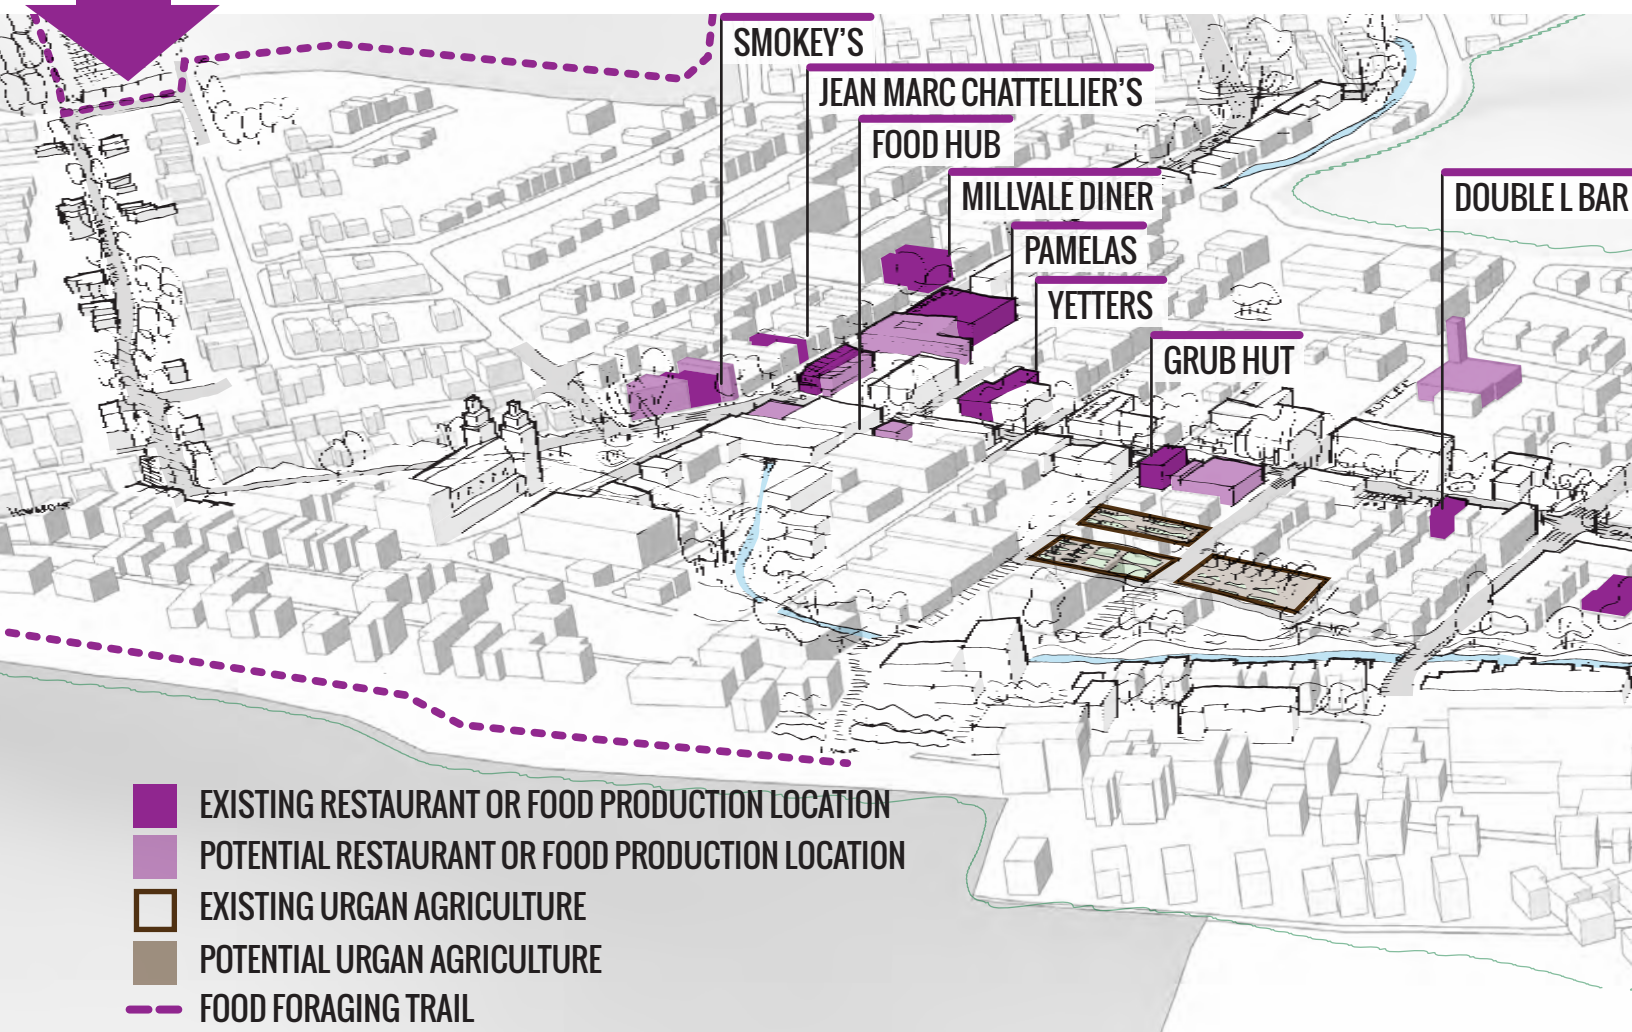 SMOKEY'S
JEAN MARC CHATTELLIER'S
FOOD HUB
MILLVALE DINER
PAMELAS
YETTERS
GRUB HUT
DOUBLE L BAR
BUTLER
EXISTING RESTAURANT OR FOOD PRODUCTION LOCATION
POTENTIAL RESTAURANT OR FOOD PRODUCTION LOCATION
EXISTING URGAN AGRICULTURE
POTENTIAL URGAN AGRICULTURE
FOOD FORAGING TRAIL